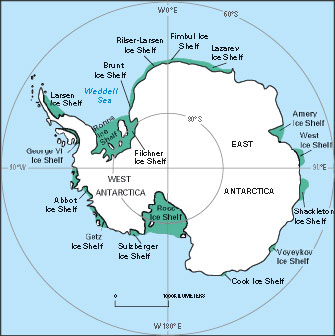 W0°E
60°S
Riiser-Larsen
Ice Shelf
Fimbul Ice
Shelf
Lazarev
Ice Shelf
Brunt
Ice Shelf
Weddell
Sea
Larsen
Ice Shelf
Ronne
Ice
Shelf
80°S
Amery
Ice Shelf
West
Ice Shelf
EAST
Filchner
Ice Shelf
George VI
Ice Shelf
90°W
WEST
ANTARCTICA
ANTARCTICA
Abbot
Ice Shelf
Ross
Ice Shelf
Shackleton
Ice Shelf
Getz
Ice Shelf
Sulzberger
Ice Shelf
Voyeykov
Ice Shelf
Cook Ice Shelf
0
W180°E